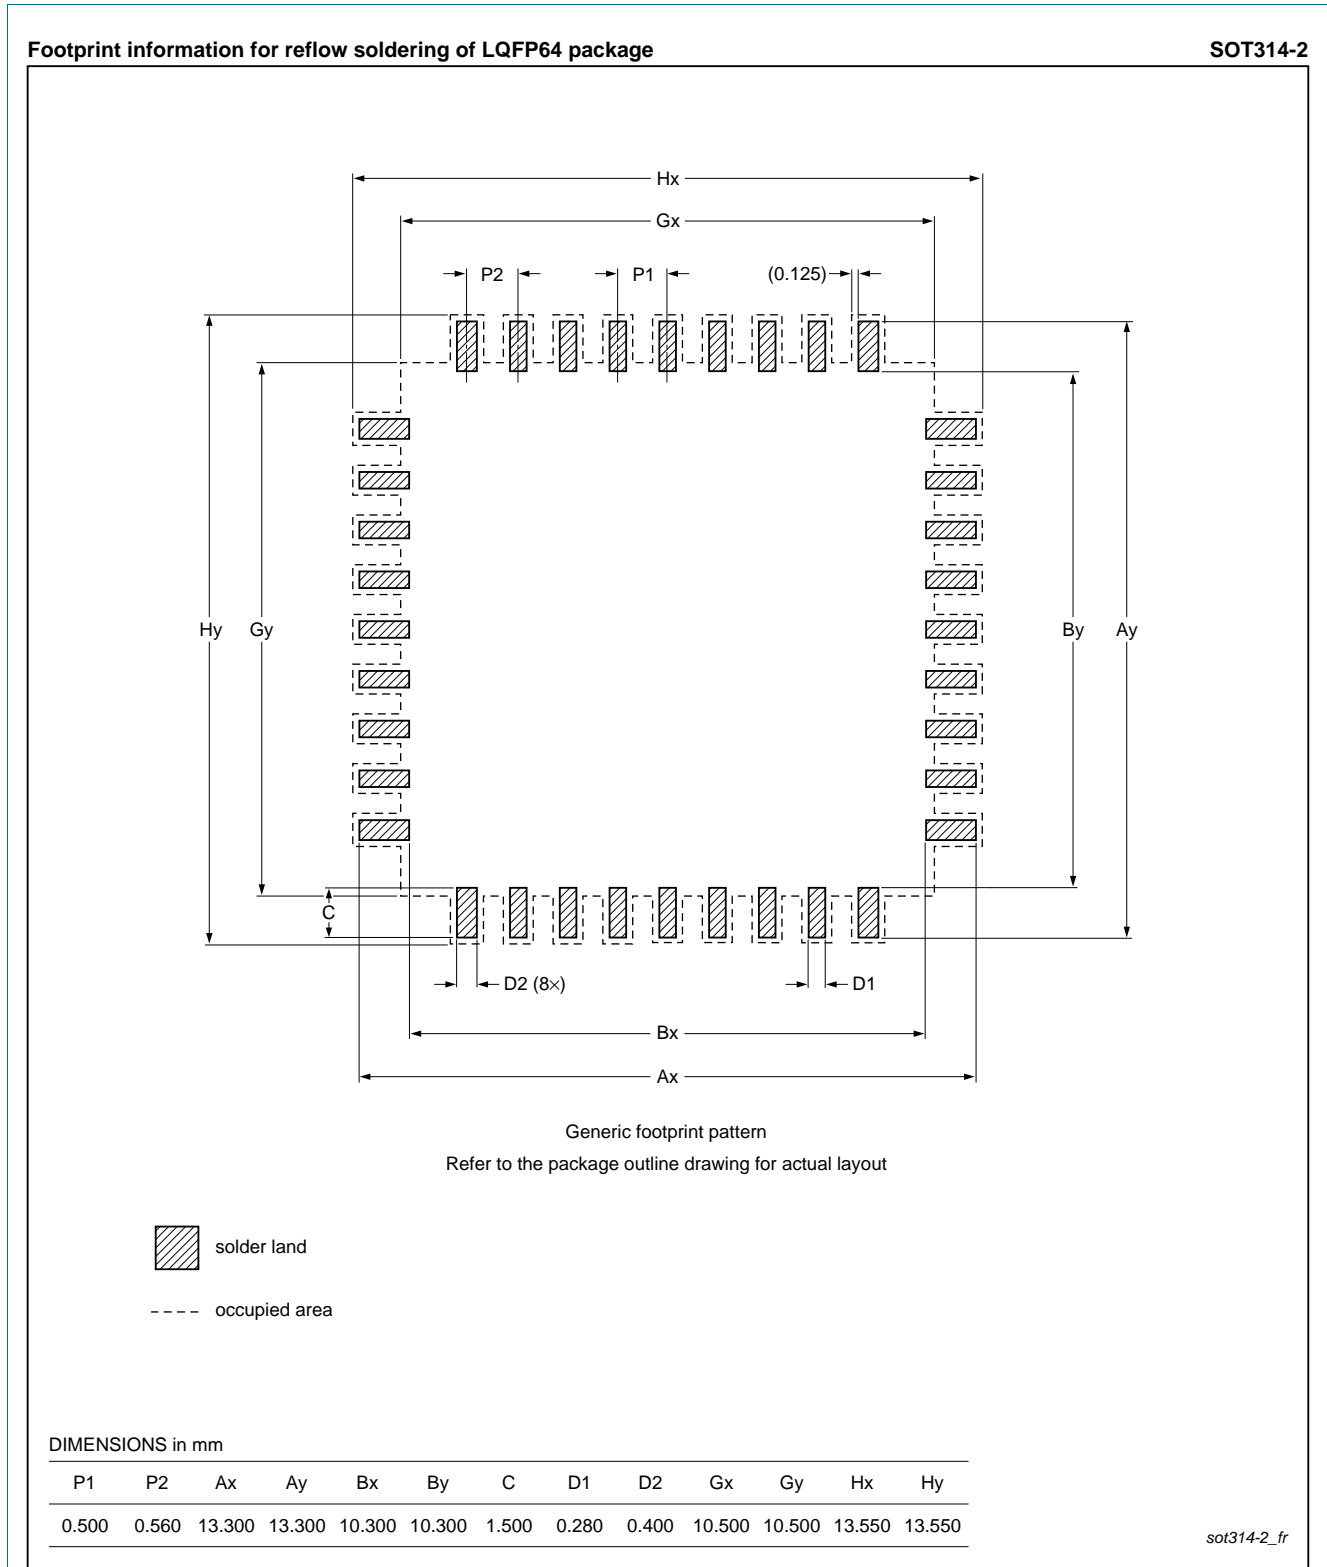 Footprint information for reflow soldering of LQFP64 package SOT314-2
Hx
Gx
P2 P1 (0.125)
Hy Gy By Ay
C
D2 (8×) D1
Bx
Ax
Generic footprint pattern
Refer to the package outline drawing for actual layout
solder land
occupied area
DIMENSIONS in mm
P1 P2 Ax Ay Bx By C D1 D2 Gx Gy Hx Hy
0.500 0.560 13.300 13.300 10.300 10.300 1.500 0.280 0.400 10.500 10.500 13.550 13.550
sot314-2_fr